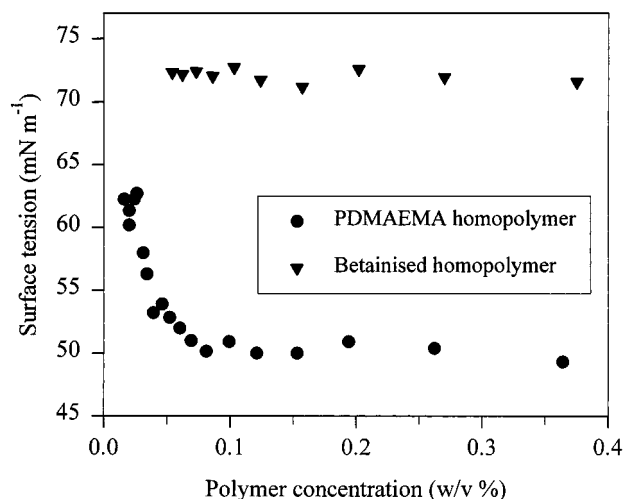 75
70
65
60
55
50
45
Surface tension (mN m⁻¹)
PDMAEMA homopolymer
Betainised homopolymer
0.0 0.1 0.2 0.3 0.4
Polymer concentration (w/v %)